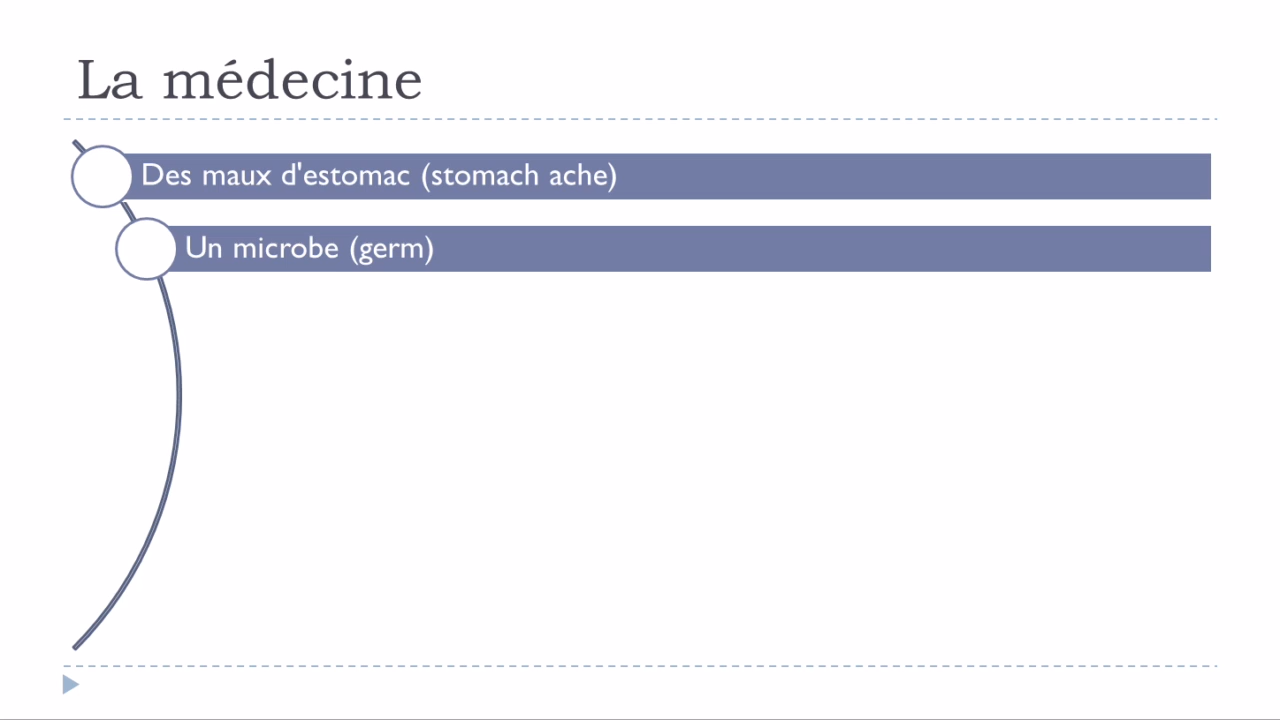 La médecine
Des maux d'estomac (stomach ache)
Un microbe (germ)